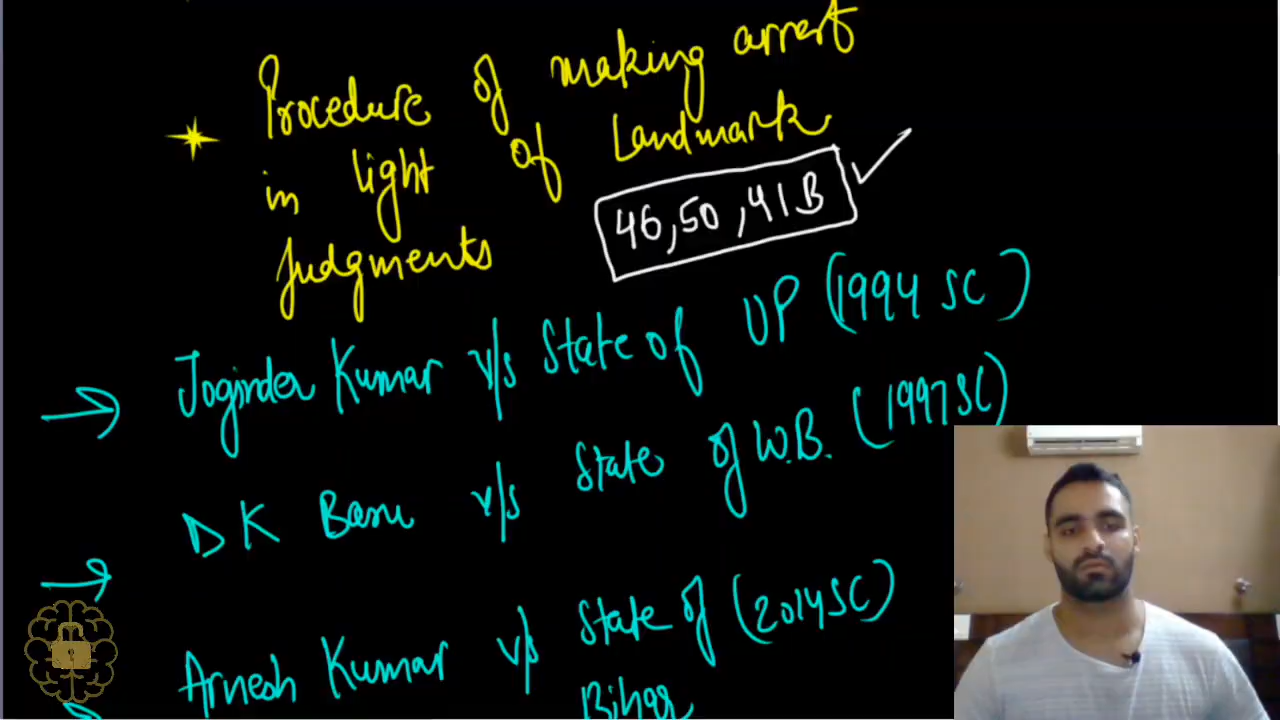 Procedure of making arrest
in light of Landmark
Judgments
46, 50, 41B
Joginder Kumar v/s State of UP (1994 SC)
DK Basu v/s State of W.B. (1997 SC)
Arnesh Kumar v/s State of (2014 SC)
Bihar